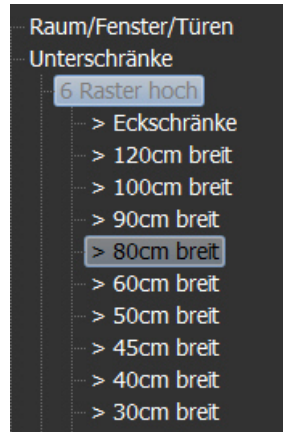 Raum/Fenster/Türen
Unterschränke
6 Raster hoch
> Eckschränke
> 120cm breit
> 100cm breit
> 90cm breit
> 80cm breit
> 60cm breit
> 50cm breit
> 45cm breit
> 40cm breit
> 30cm breit